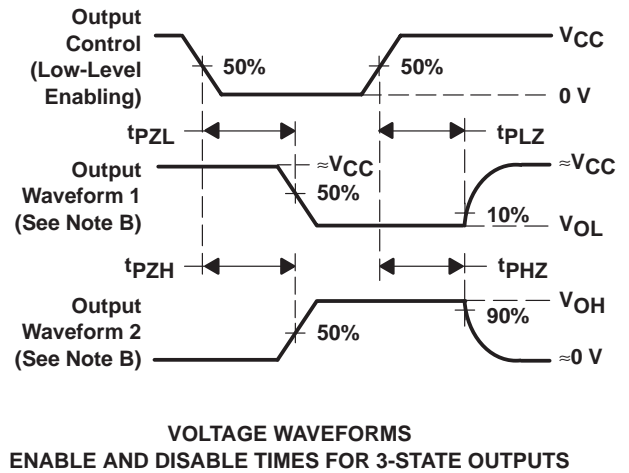 Output
Control
(Low-Level
Enabling)
50%
50%
VCC
0 V
tPZL
tPLZ
Output
Waveform 1
(See Note B)
≈VCC
50%
≈VCC
10%
VOL
tPZH
tPHZ
Output
Waveform 2
(See Note B)
50%
VOH
90%
≈0 V
VOLTAGE WAVEFORMS
ENABLE AND DISABLE TIMES FOR 3-STATE OUTPUTS